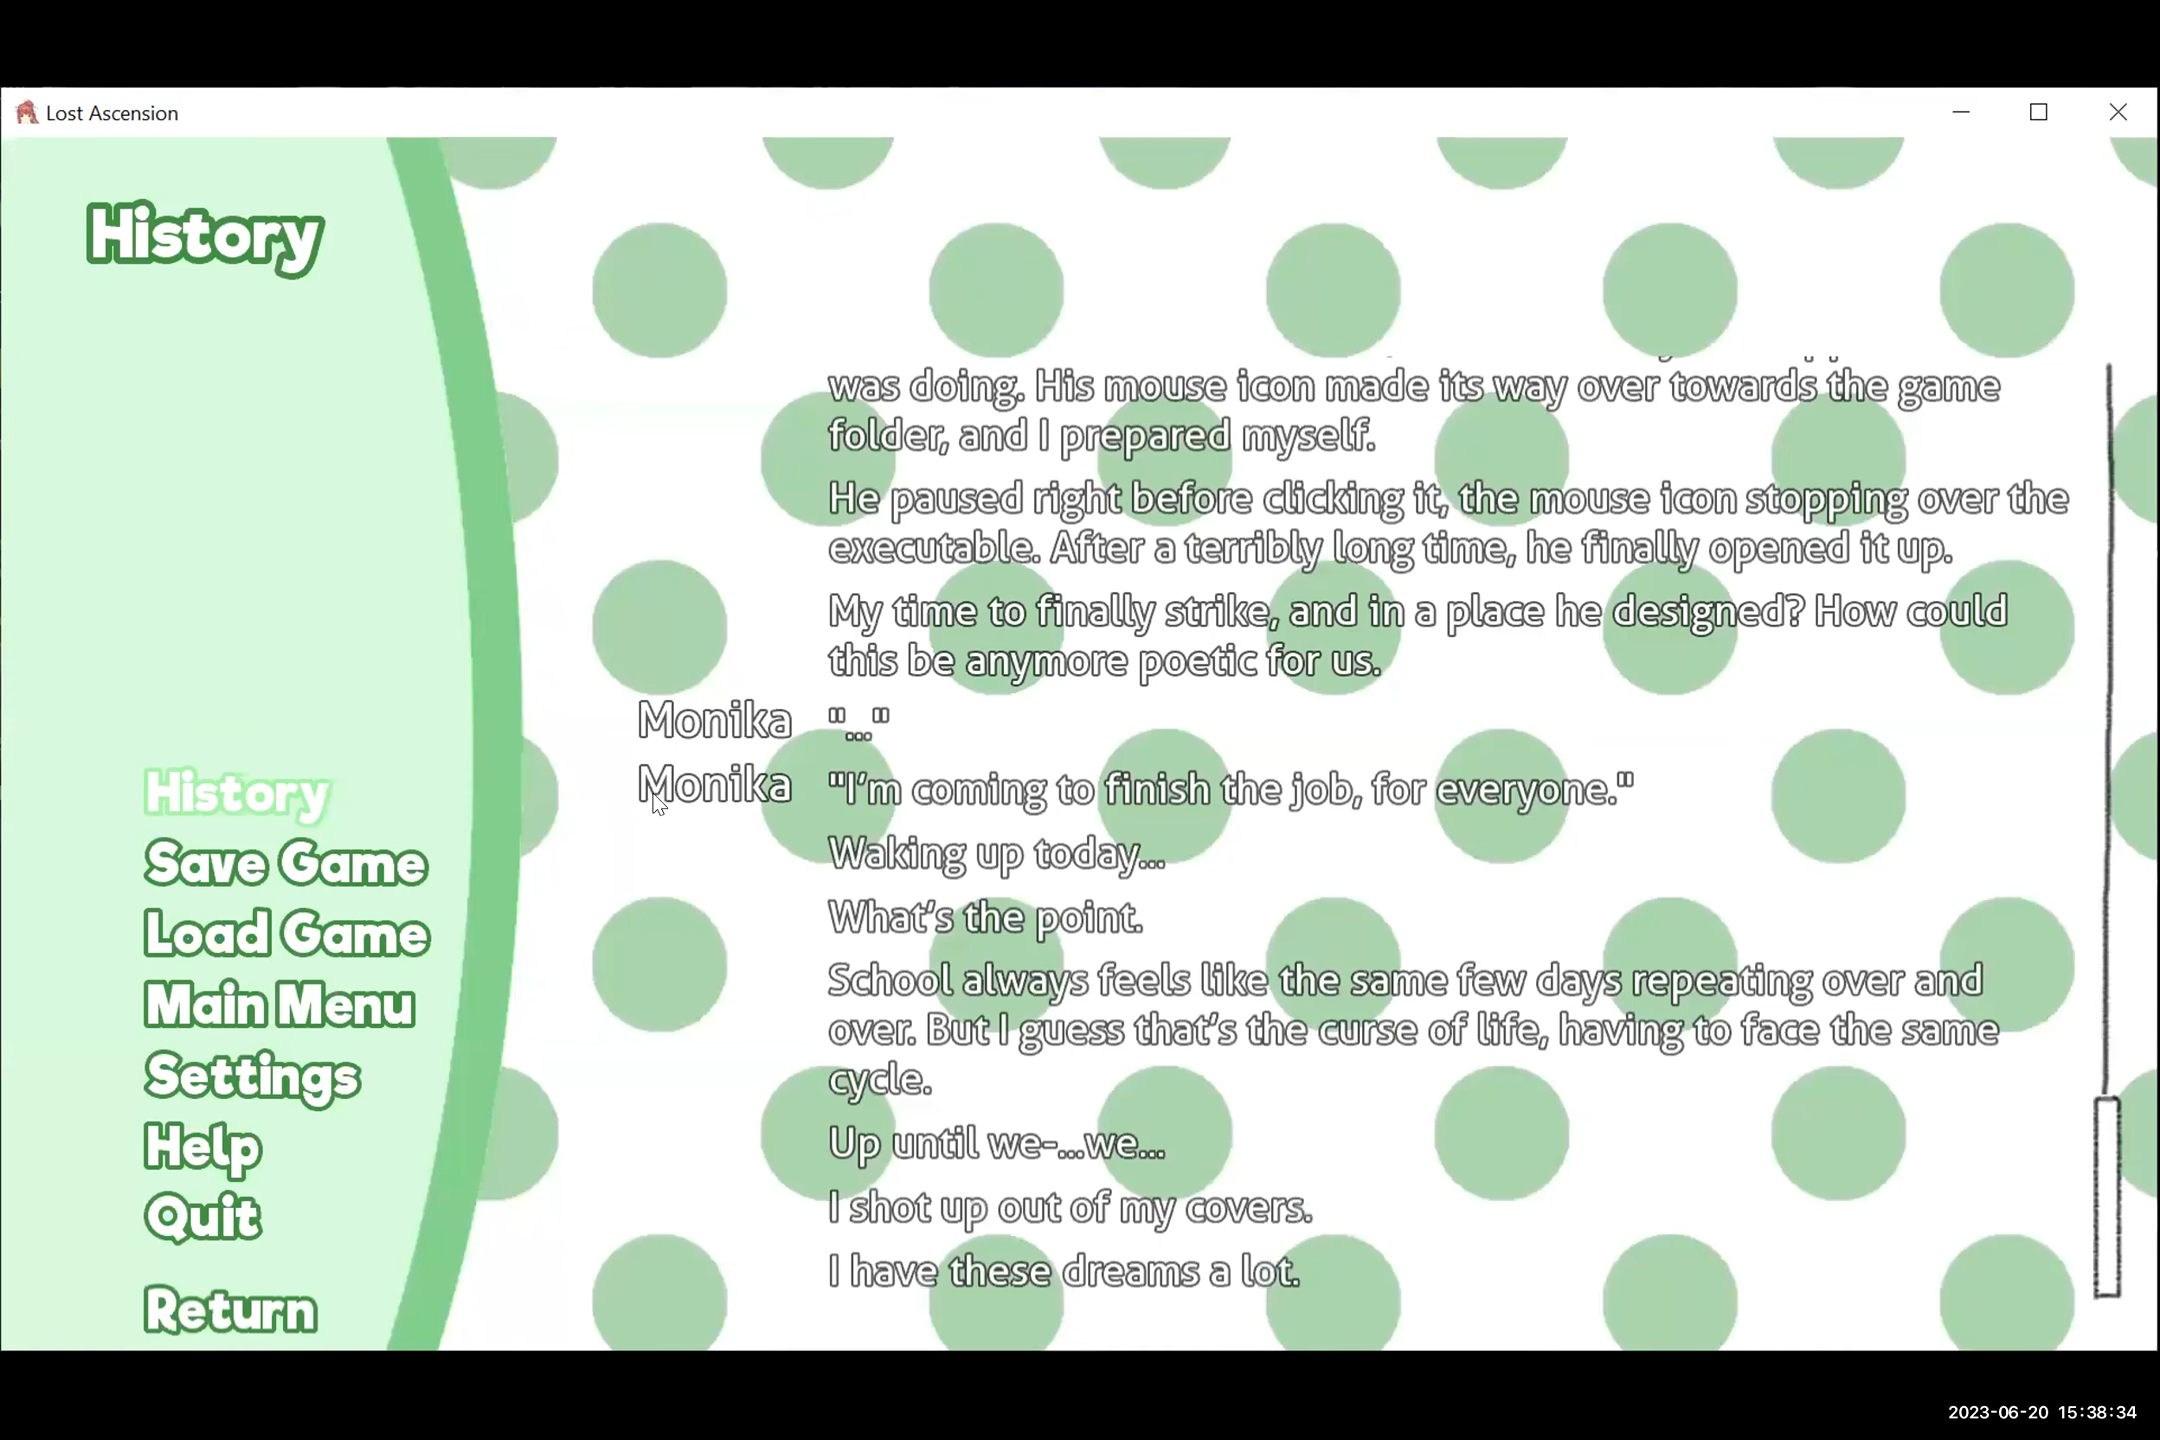 Lost Ascension
History
was doing. His mouse icon made its way over towards the game
folder, and I prepared myself.
He paused right before clicking it, the mouse icon stopping over the
executable. After a terribly long time, he finally opened it up.
My time to finally strike, and in a place he designed? How could
this be anymore poetic for us.
Monika "..."
Monika "I'm coming to finish the job, for everyone."
Waking up today...
What's the point.
School always feels like the same few days repeating over and
over. But I guess that's the curse of life, having to face the same
cycle.
Up until we-...we...
I shot up out of my covers.
I have these dreams a lot.
History
Save Game
Load Game
Main Menu
Settings
Help
Quit
Return
2023-06-20 15:38:34